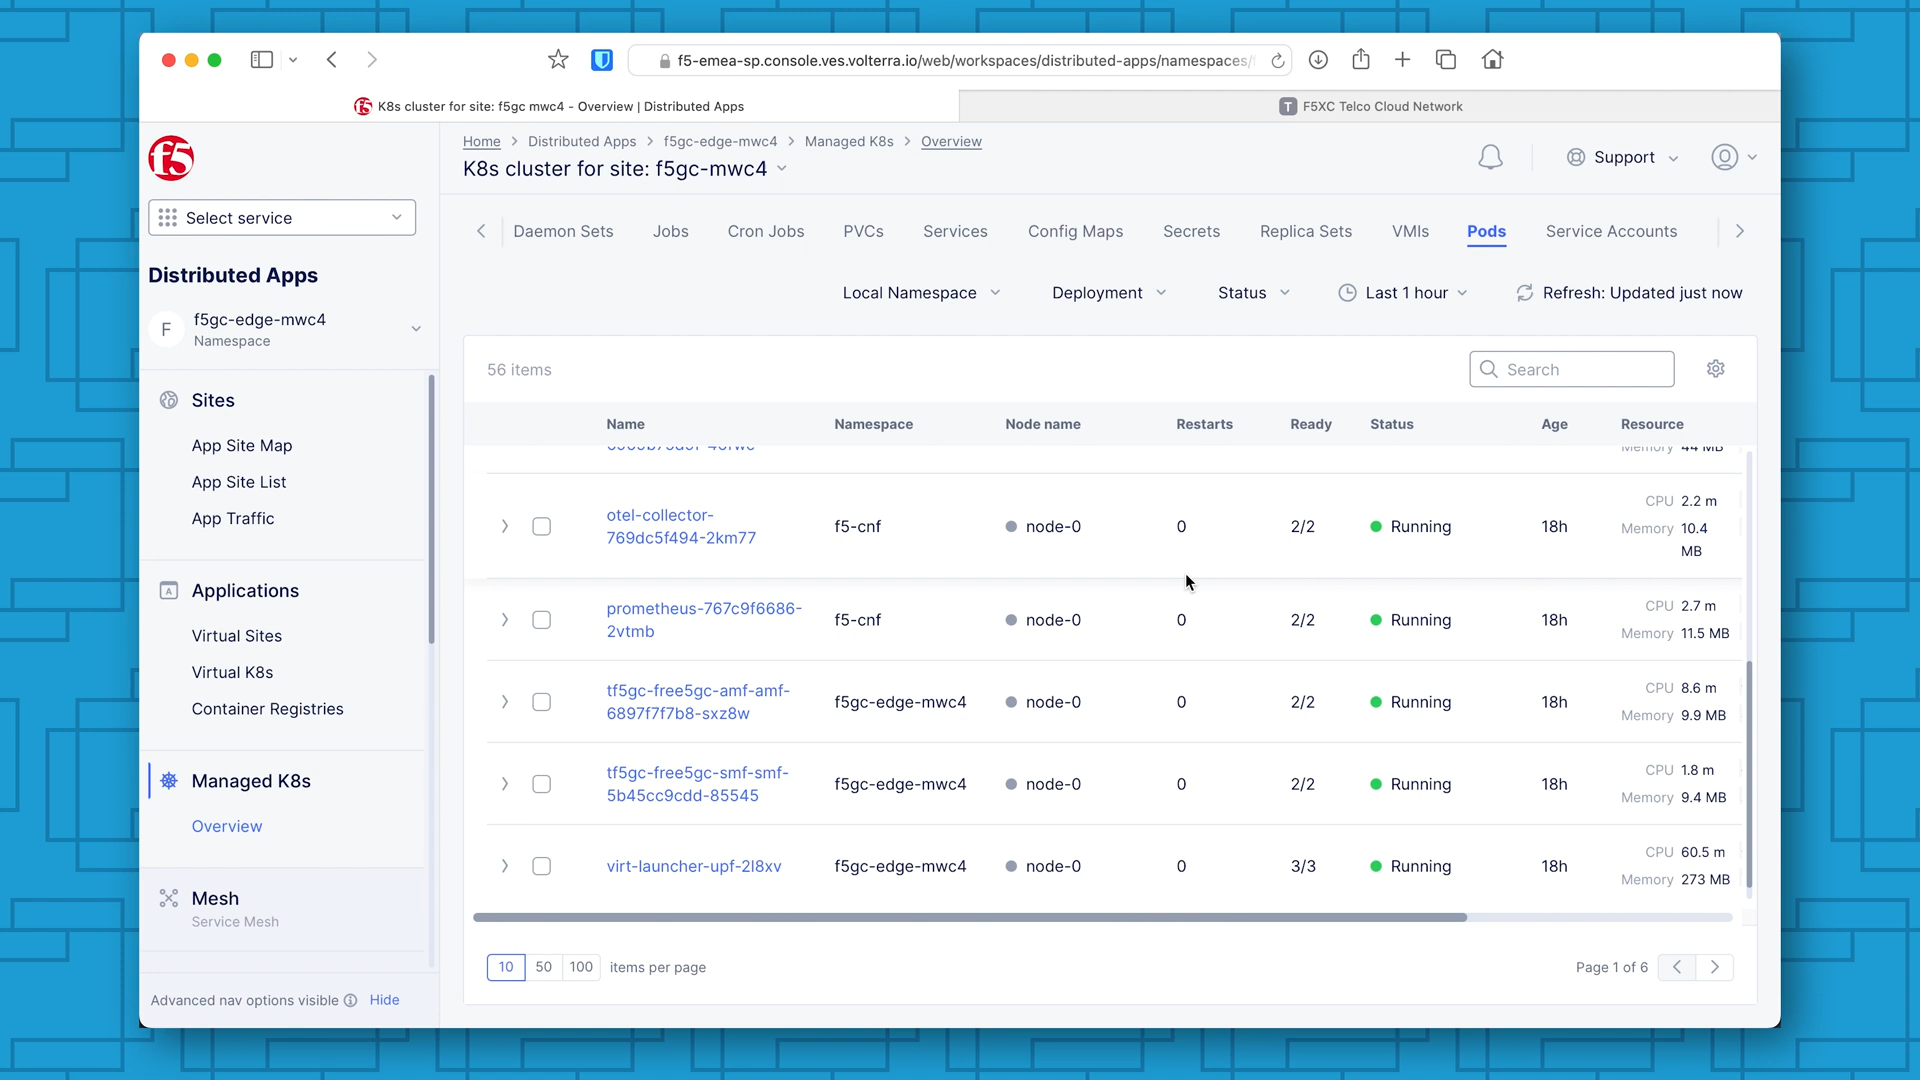 f5-emea-sp.console.ves.volterra.io/web/workspaces/distributed-apps/namespaces/
K8s cluster for site: f5gc mwc4 - Overview | Distributed Apps
T F5XC Telco Cloud Network
f5
Home > Distributed Apps > f5gc-edge-mwc4 > Managed K8s > Overview
K8s cluster for site: f5gc-mwc4
Support
Select service
Distributed Apps
F
f5gc-edge-mwc4
Namespace
Sites
App Site Map
App Site List
App Traffic
Applications
Virtual Sites
Virtual K8s
Container Registries
Managed K8s
Overview
Mesh
Service Mesh
Advanced nav options visible Hide
Daemon Sets Jobs Cron Jobs PVCs Services Config Maps Secrets Replica Sets VMIs Pods Service Accounts
Local Namespace Deployment Status Last 1 hour Refresh: Updated just now
56 items
Search
Name Namespace Node name Restarts Ready Status Age Resource
Memory 44 MB
otel-collector-
769dc5f494-2km77
f5-cnf node-0 0 2/2 Running 18h
CPU 2.2 m
Memory 10.4
MB
prometheus-767c9f6686-
2vtmb
f5-cnf node-0 0 2/2 Running 18h
CPU 2.7 m
Memory 11.5 MB
tf5gc-free5gc-amf-amf-
6897f7f7b8-sxz8w
f5gc-edge-mwc4 node-0 0 2/2 Running 18h
CPU 8.6 m
Memory 9.9 MB
tf5gc-free5gc-smf-smf-
5b45cc9cdd-85545
f5gc-edge-mwc4 node-0 0 2/2 Running 18h
CPU 1.8 m
Memory 9.4 MB
virt-launcher-upf-2l8xv
f5gc-edge-mwc4 node-0 0 3/3 Running 18h
CPU 60.5 m
Memory 273 MB
10 50 100 items per page
Page 1 of 6